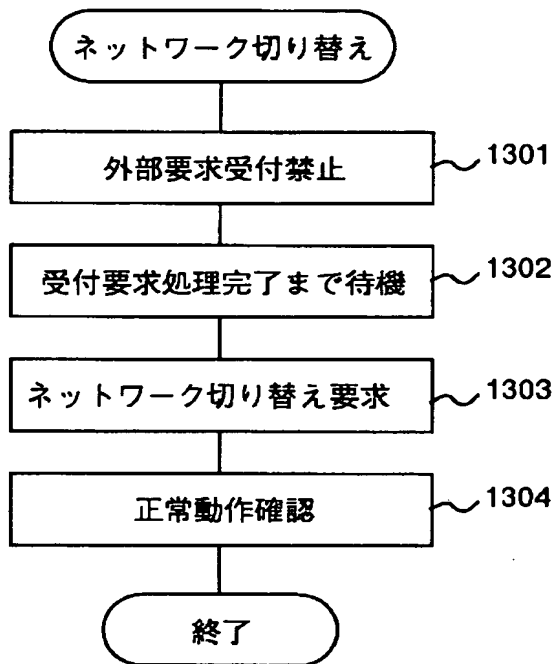 ネットワーク切り替え
外部要求受付禁止
1301
受付要求処理完了まで待機
1302
ネットワーク切り替え要求
1303
正常動作確認
1304
終了